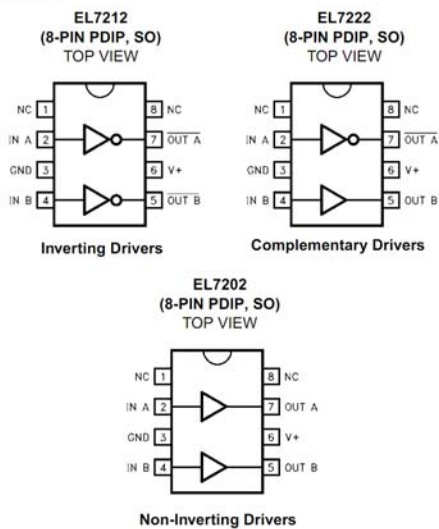 EL7212
(8-PIN PDIP, SO)
TOP VIEW
NC 1
8 NC
IN A 2
7 OUT A
GND 3
6 V+
IN B 4
5 OUT B
Inverting Drivers
EL7222
(8-PIN PDIP, SO)
TOP VIEW
NC 1
8 NC
IN A 2
7 OUT A
GND 3
6 V+
IN B 4
5 OUT B
Complementary Drivers
EL7202
(8-PIN PDIP, SO)
TOP VIEW
NC 1
8 NC
IN A 2
7 OUT A
GND 3
6 V+
IN B 4
5 OUT B
Non-Inverting Drivers